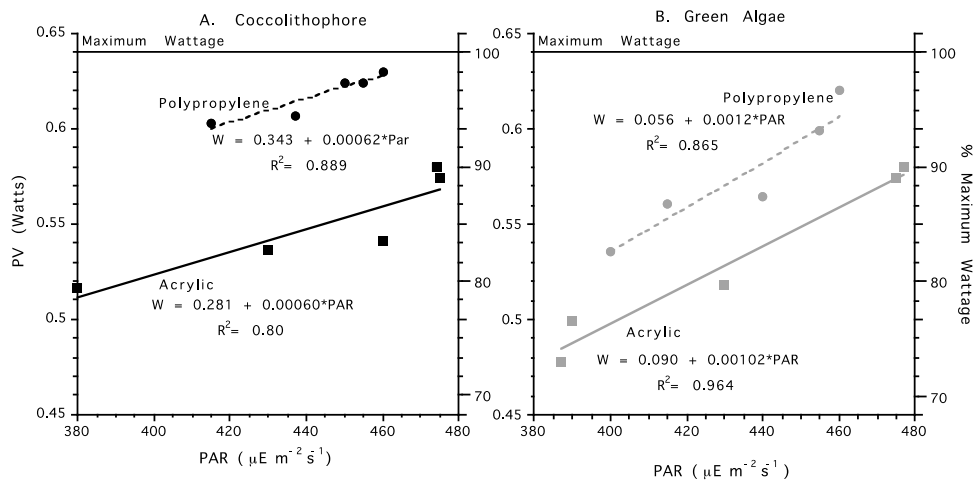 A. Coccolithophore
B. Green Algae
0.65
Maximum Wattage
100
0.6
Polypropylene
W = 0.343 + 0.00062*Par
R2= 0.889
90
0.55
80
Acrylic
W = 0.281 + 0.00060*PAR
R2= 0.80
0.5
70
0.45
380
400
420
440
460
480
PV (Watts)
PAR ( μE m-2 s-1 )
0.65
Maximum Wattage
100
Polypropylene
0.6
W = 0.056 + 0.0012*PAR
R2= 0.865
90
0.55
80
0.5
Acrylic
W = 0.090 + 0.00102*PAR
R2= 0.964
70
0.45
400
420
440
460
480
% Maximum Wattage
PAR ( μE m-2 s-1 )